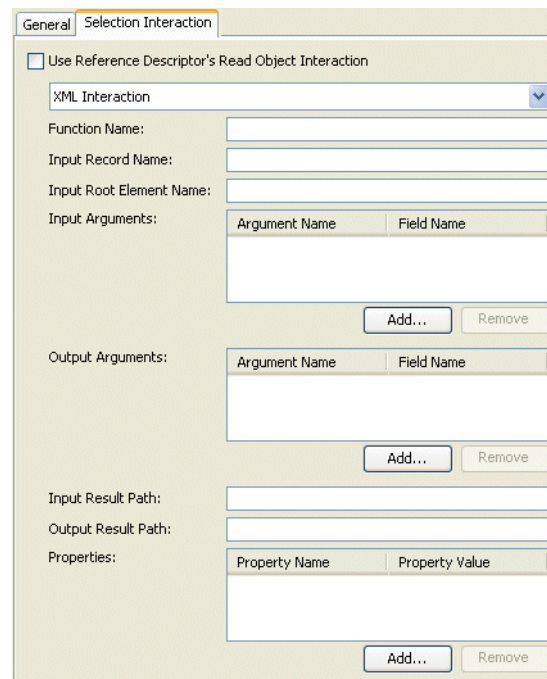 General Selection Interaction
Use Reference Descriptor's Read Object Interaction
XML Interaction
Function Name:
Input Record Name:
Input Root Element Name:
Input Arguments: Argument Name Field Name
Add... Remove
Output Arguments: Argument Name Field Name
Add... Remove
Input Result Path:
Output Result Path:
Properties: Property Name Property Value
Add... Remove